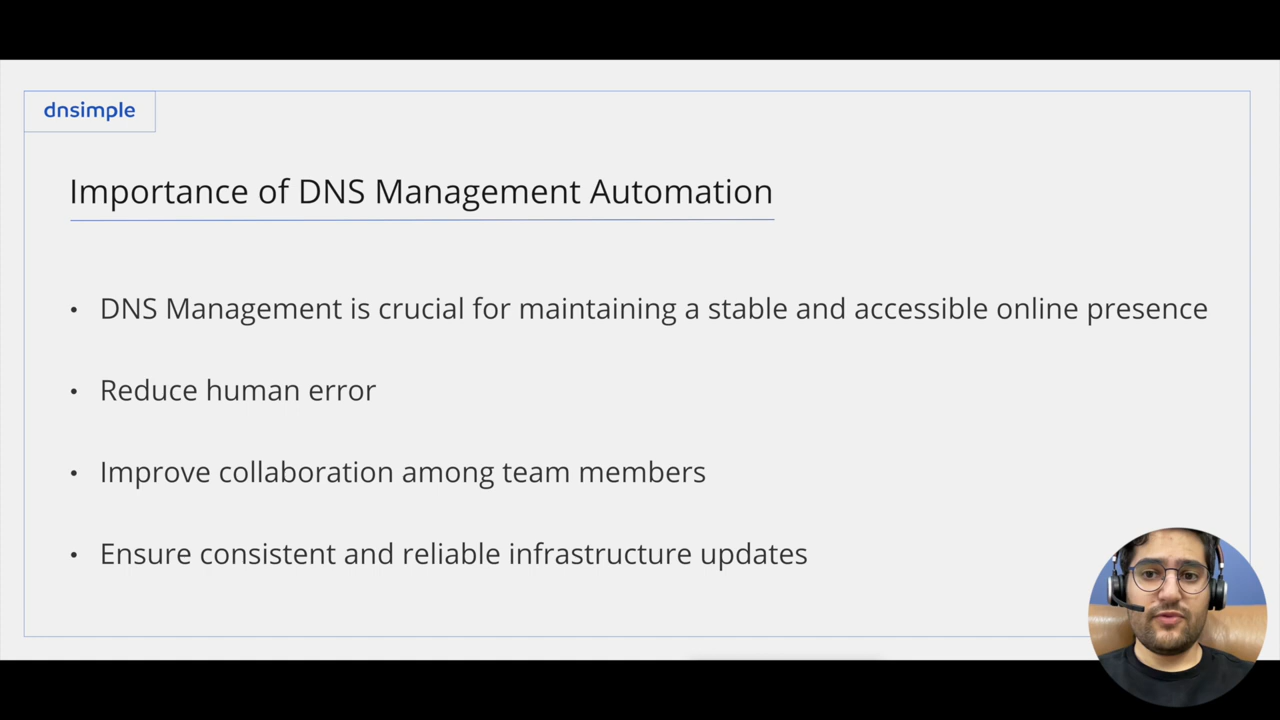 dnsimple
Importance of DNS Management Automation
• DNS Management is crucial for maintaining a stable and accessible online presence
• Reduce human error
• Improve collaboration among team members
• Ensure consistent and reliable infrastructure updates